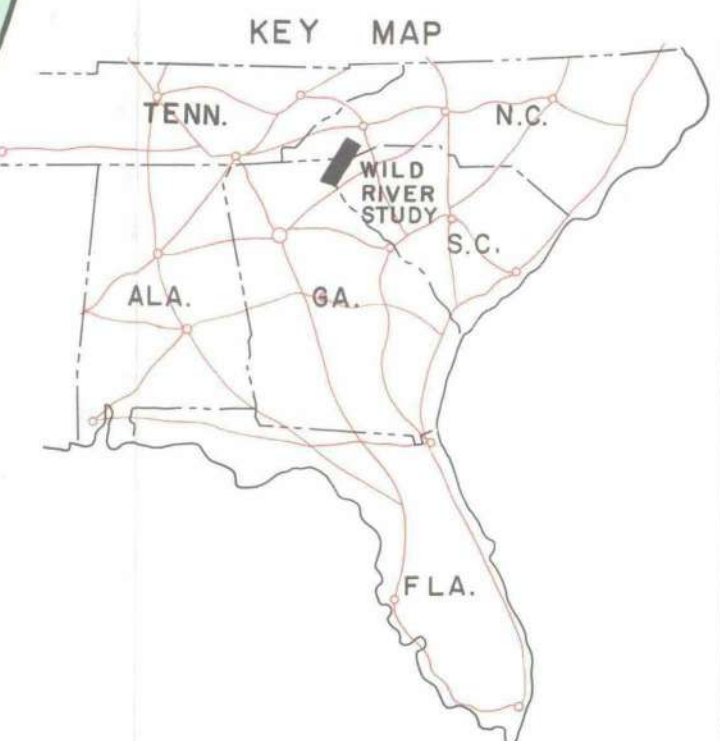 KEY MAP
TENN.
N.C.
WILD
RIVER
STUDY
S.C.
ALA.
GA.
FLA.